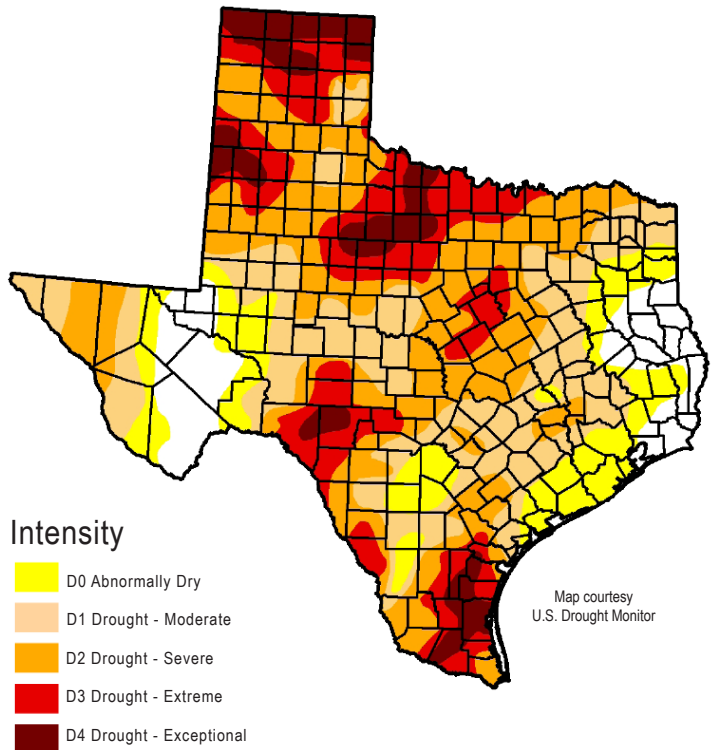 Intensity
D0 Abnormally Dry
D1 Drought - Moderate
D2 Drought - Severe
D3 Drought - Extreme
D4 Drought - Exceptional
Map courtesy
U.S. Drought Monitor